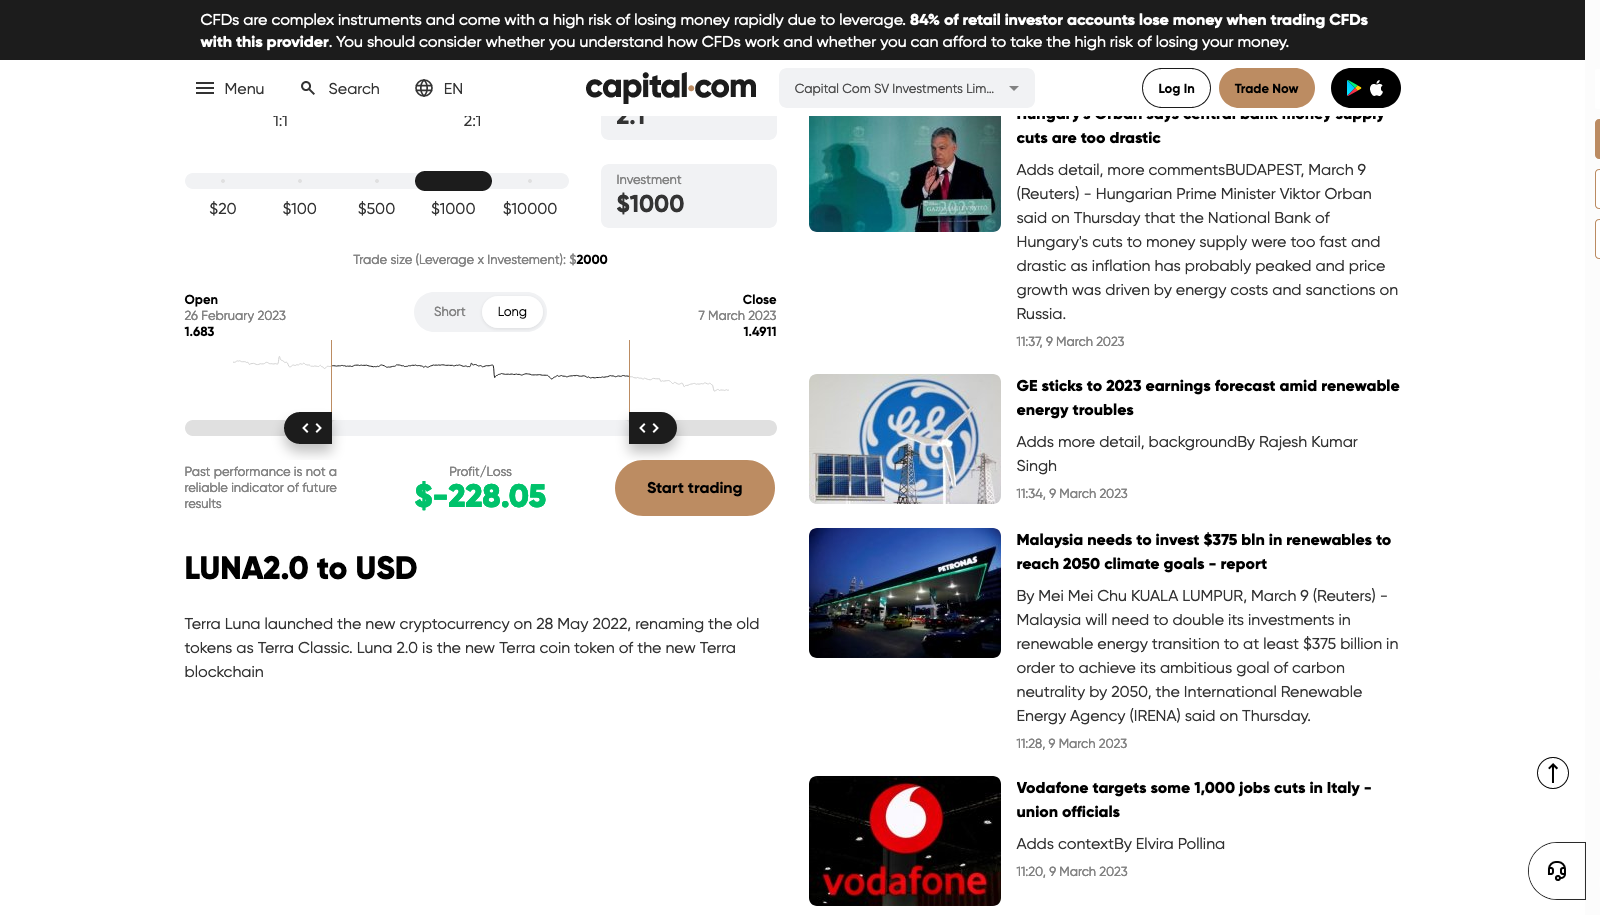 CFDs are complex instruments and come with a high risk of losing money rapidly due to leverage. 84% of retail investor accounts lose money when trading CFDs
with this provider. You should consider whether you understand how CFDs work and whether you can afford to take the high risk of losing your money.
Menu
Search
EN
capital.com
Capital Com SV Investments Lim...
Log In
Trade Now
1:1
2:1
2:1
$20
$100
$500
$1000
$10000
Investment
$1000
Trade size (Leverage x Investement): $2000
Open
26 February 2023
1.683
Short
Long
Close
7 March 2023
1.4911
Past performance is not a
reliable indicator of future
results
Profit/Loss
$-228.05
Start trading
LUNA2.0 to USD
Terra Luna launched the new cryptocurrency on 28 May 2022, renaming the old
tokens as Terra Classic. Luna 2.0 is the new Terra coin token of the new Terra
blockchain
Hungary's Orban says central bank money supply
cuts are too drastic
Adds detail, more commentsBUDAPEST, March 9
(Reuters) - Hungarian Prime Minister Viktor Orban
said on Thursday that the National Bank of
Hungary's cuts to money supply were too fast and
drastic as inflation has probably peaked and price
growth was driven by energy costs and sanctions on
Russia.
11:37, 9 March 2023
GE sticks to 2023 earnings forecast amid renewable
energy troubles
Adds more detail, backgroundBy Rajesh Kumar
Singh
11:34, 9 March 2023
PETRONAS
Malaysia needs to invest $375 bln in renewables to
reach 2050 climate goals - report
By Mei Mei Chu KUALA LUMPUR, March 9 (Reuters) -
Malaysia will need to double its investments in
renewable energy transition to at least $375 billion in
order to achieve its ambitious goal of carbon
neutrality by 2050, the International Renewable
Energy Agency (IRENA) said on Thursday.
11:28, 9 March 2023
vodafone
Vodafone targets some 1,000 jobs cuts in Italy -
union officials
Adds contextBy Elvira Pollina
11:20, 9 March 2023